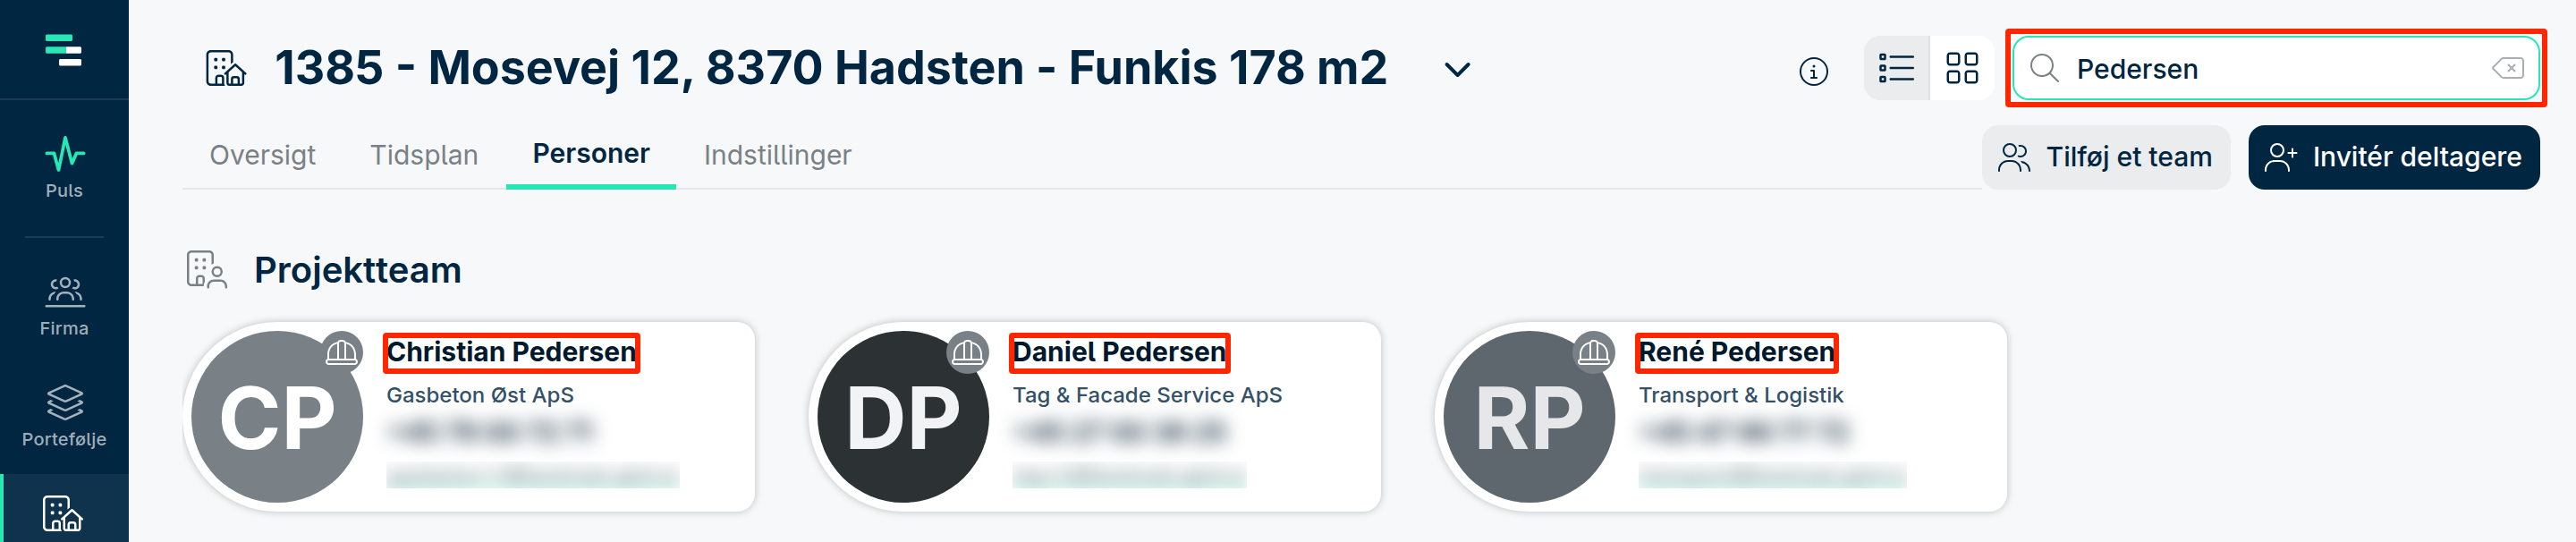 1385 - Mosevej 12, 8370 Hadsten - Funkis 178 m2
Pedersen
Puls
Firma
Portefølje
Oversigt Tidsplan Personer Indstillinger
Tilføj et team
Invitér deltagere
Projektteam
CP
Christian Pedersen
Gasbeton Øst ApS
DP
Daniel Pedersen
Tag & Facade Service ApS
RP
René Pedersen
Transport & Logistik